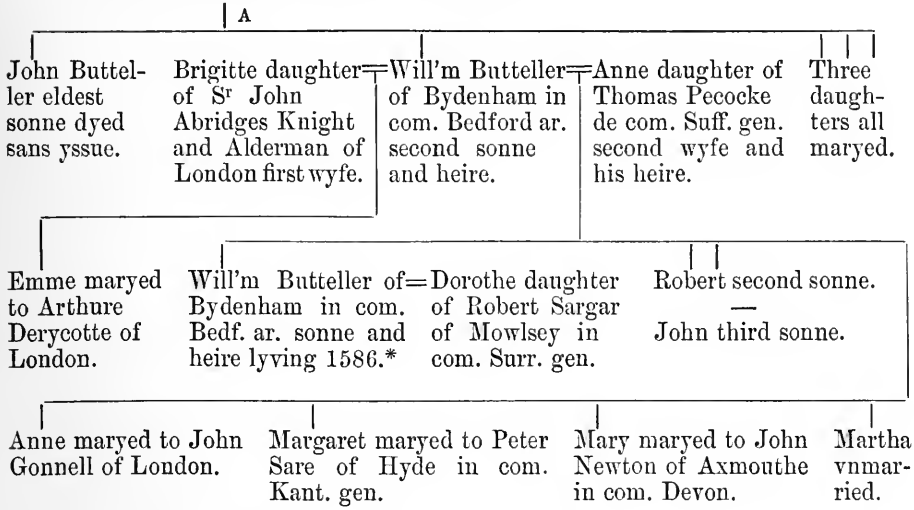 A
John Buttel-
ler eldest
sonne dyed
sans yssue.
Brigitte daughter
of Sr John
Abridges Knight
and Alderman of
London first wyfe.
Will'm Butteller
of Bydenham in
com. Bedford ar.
second sonne
and heire.
Anne daughter of
Thomas Pecocke
de com. Suff. gen.
second wyfe and
his heire.
Three
daugh-
ters all
maryed.
Emme maryed
to Arthure
Derycotte of
London.
Will'm Butteller of
Bydenham in com.
Bedf. ar. sonne and
heire lyving 1586.*
Dorothe daughter
of Robert Sargar
of Mowlsey in
com. Surr. gen.
Robert second sonne.
—
John third sonne.
Anne maryed to John
Gonnell of London.
Margaret maryed to Peter
Sare of Hyde in com.
Kant. gen.
Mary maryed to John
Newton of Axmouthe
in com. Devon.
Martha
vnmar-
ried.